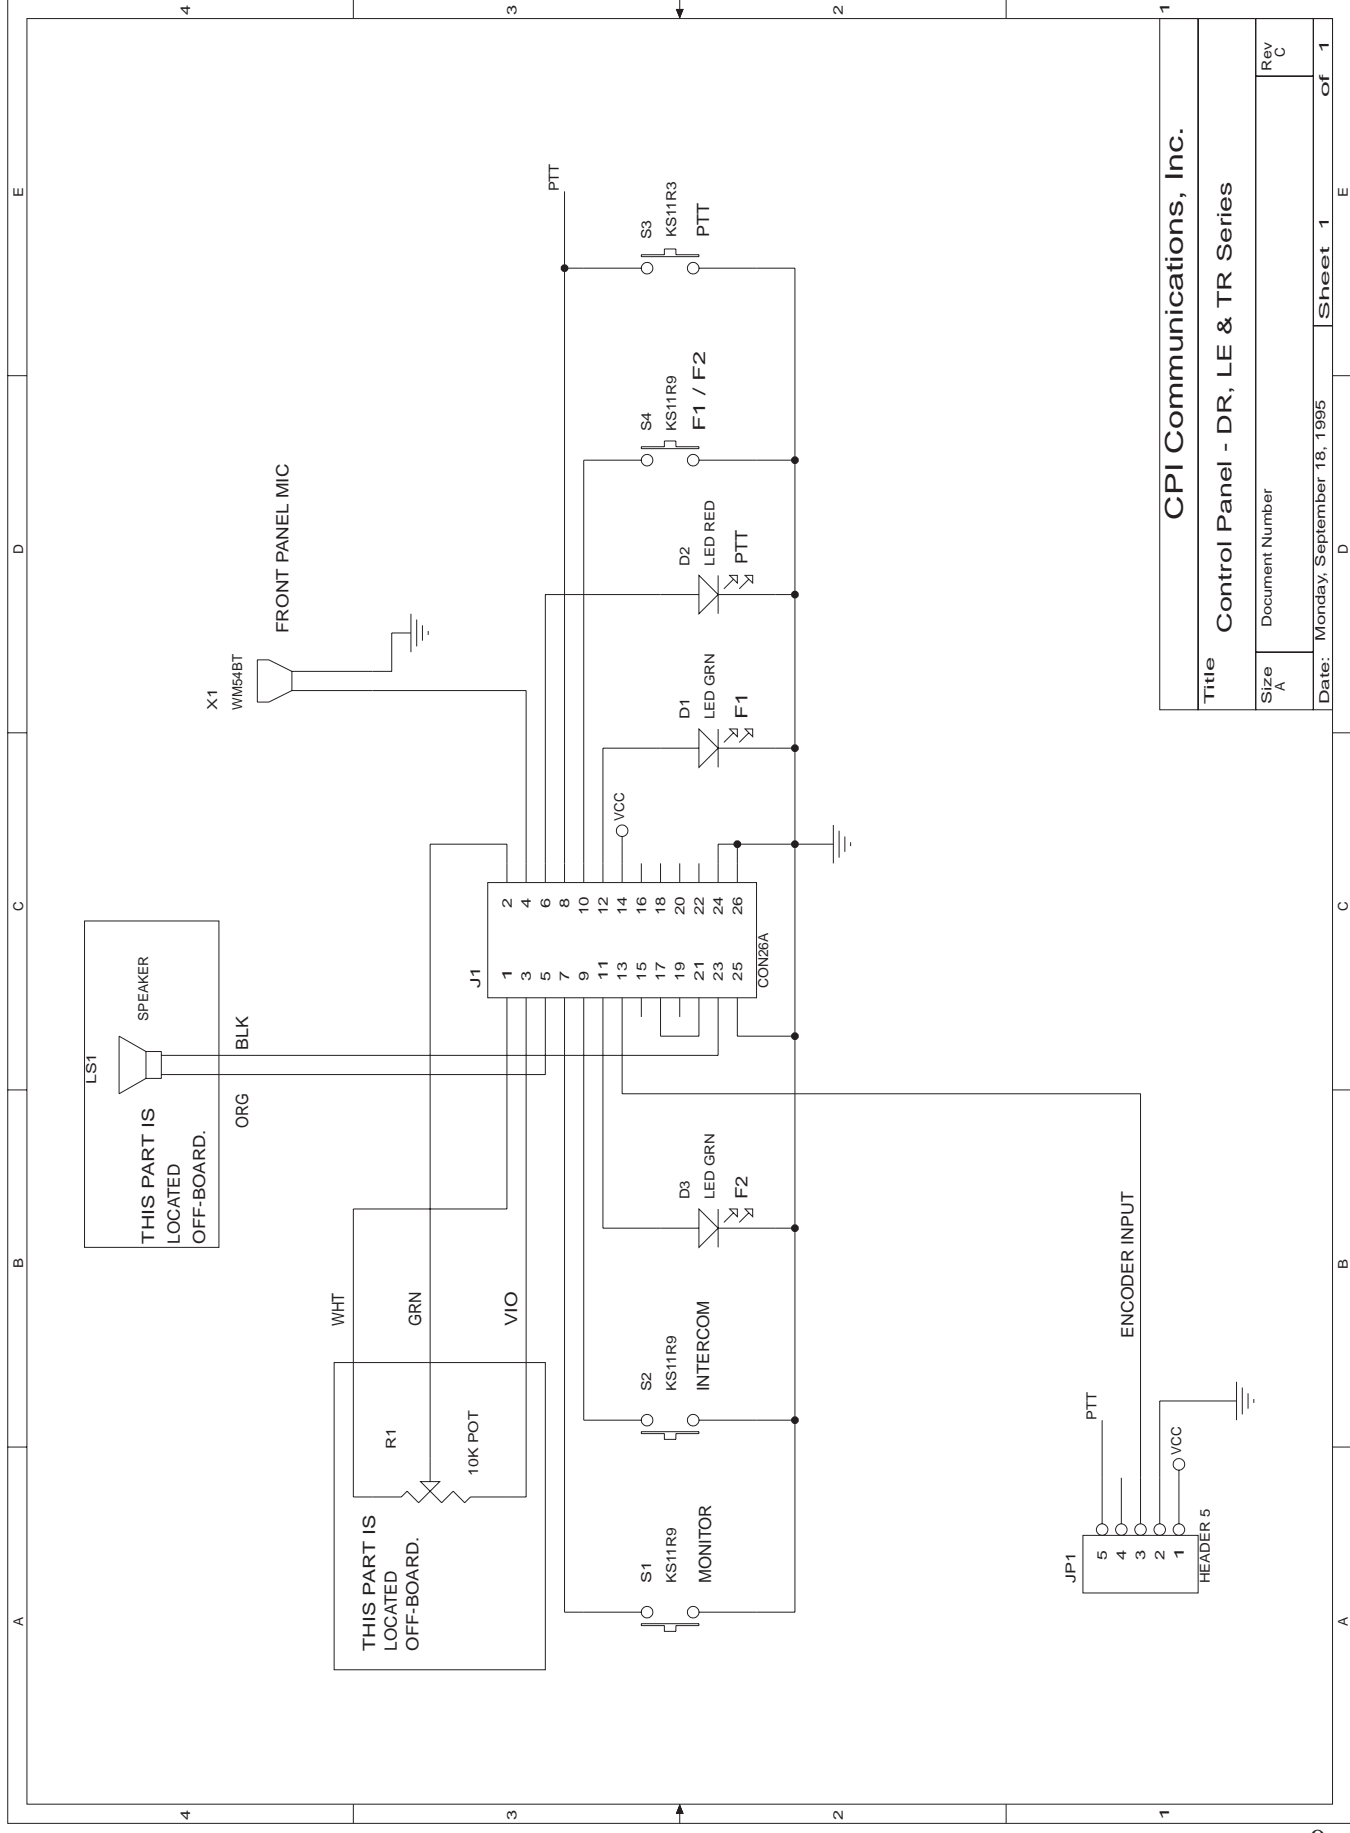 4
3
2
1
E
D
C
B
A
LS1
SPEAKER
THIS PART IS
LOCATED
OFF-BOARD.
ORG
BLK
X1
WM54BT
FRONT PANEL MIC
THIS PART IS
LOCATED
OFF-BOARD.
R1
10K POT
WHT
GRN
VIO
J1
1
3
5
7
9
11
13
15
17
19
21
23
25
2
4
6
8
10
12
14
16
18
20
22
24
26
CON26A
VCC
PTT
S1
KS11R9
MONITOR
S2
KS11R9
INTERCOM
D3
LED GRN
F2
D1
LED GRN
F1
D2
LED RED
PTT
S4
KS11R9
F1 / F2
S3
KS11R3
PTT
ENCODER INPUT
JP1
5
4
3
2
1
HEADER 5
PTT
VCC
CPI Communications, Inc.
Title
Control Panel - DR, LE & TR Series
Size
A
Document Number
Rev
C
Date: Monday, September 18, 1995 Sheet 1 of 1
4
3
2
1
E
D
C
B
A